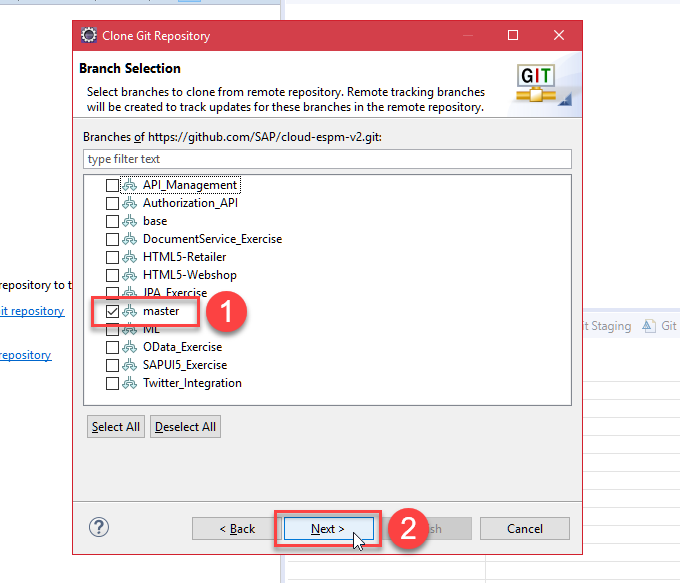 Clone Git Repository
Branch Selection
GIT
Select branches to clone from remote repository. Remote tracking branches
will be created to track updates for these branches in the remote repository.
Branches of https://github.com/SAP/cloud-espm-v2.git:
type filter text
API_Management
Authorization_API
base
DocumentService_Exercise
HTML5-Retailer
HTML5-Webshop
JPA_Exercise
master
1
ML
OData_Exercise
SAPUI5_Exercise
Twitter_Integration
Select All
Deselect All
?
< Back
Next >
2
Cancel
repository to t
it repository
repository
t Staging
Git